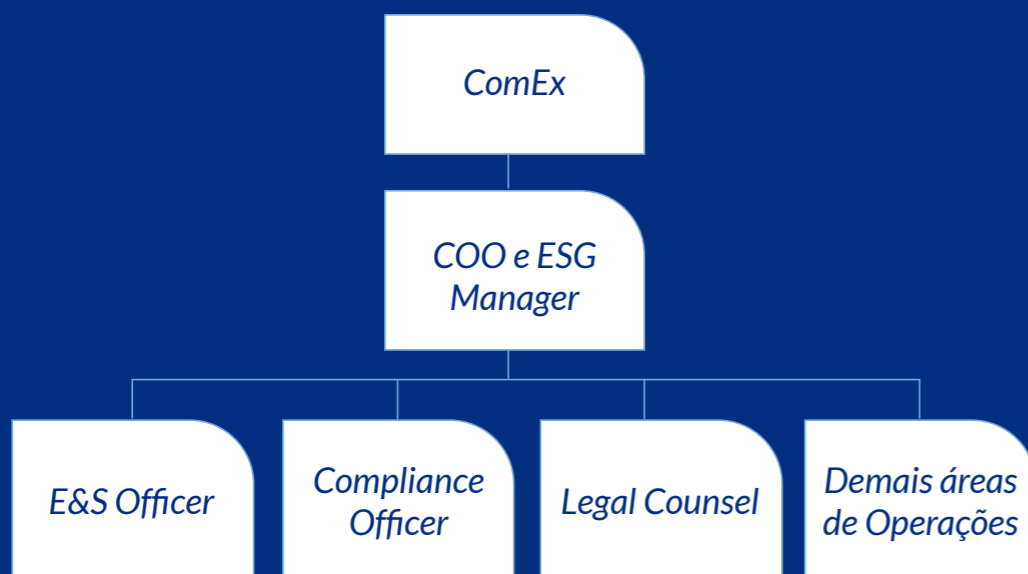 ComEx
COO e ESG
Manager
E&S Officer
Compliance
Officer
Legal Counsel
Demais áreas
de Operações